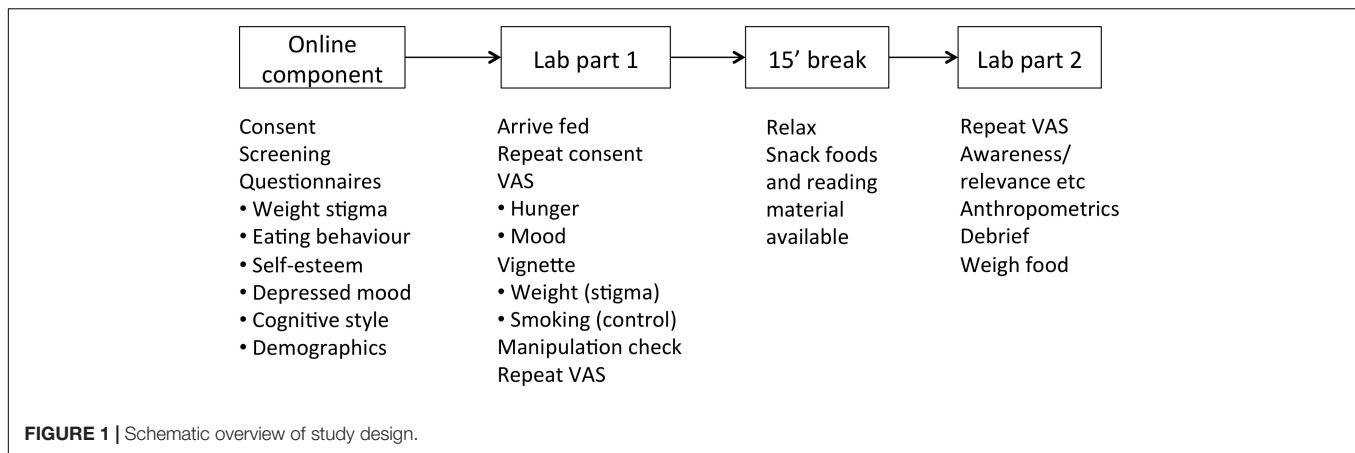 Online
component
Lab part 1
15’ break
Lab part 2
Consent
Screening
Questionnaires
• Weight stigma
• Eating behaviour
• Self-esteem
• Depressed mood
• Cognitive style
• Demographics
Arrive fed
Repeat consent
VAS
• Hunger
• Mood
Vignette
• Weight (stigma)
• Smoking (control)
Manipulation check
Repeat VAS
Relax
Snack foods
and reading
material
available
Repeat VAS
Awareness/
relevance etc
Anthropometrics
Debrief
Weigh food
FIGURE 1 | Schematic overview of study design.